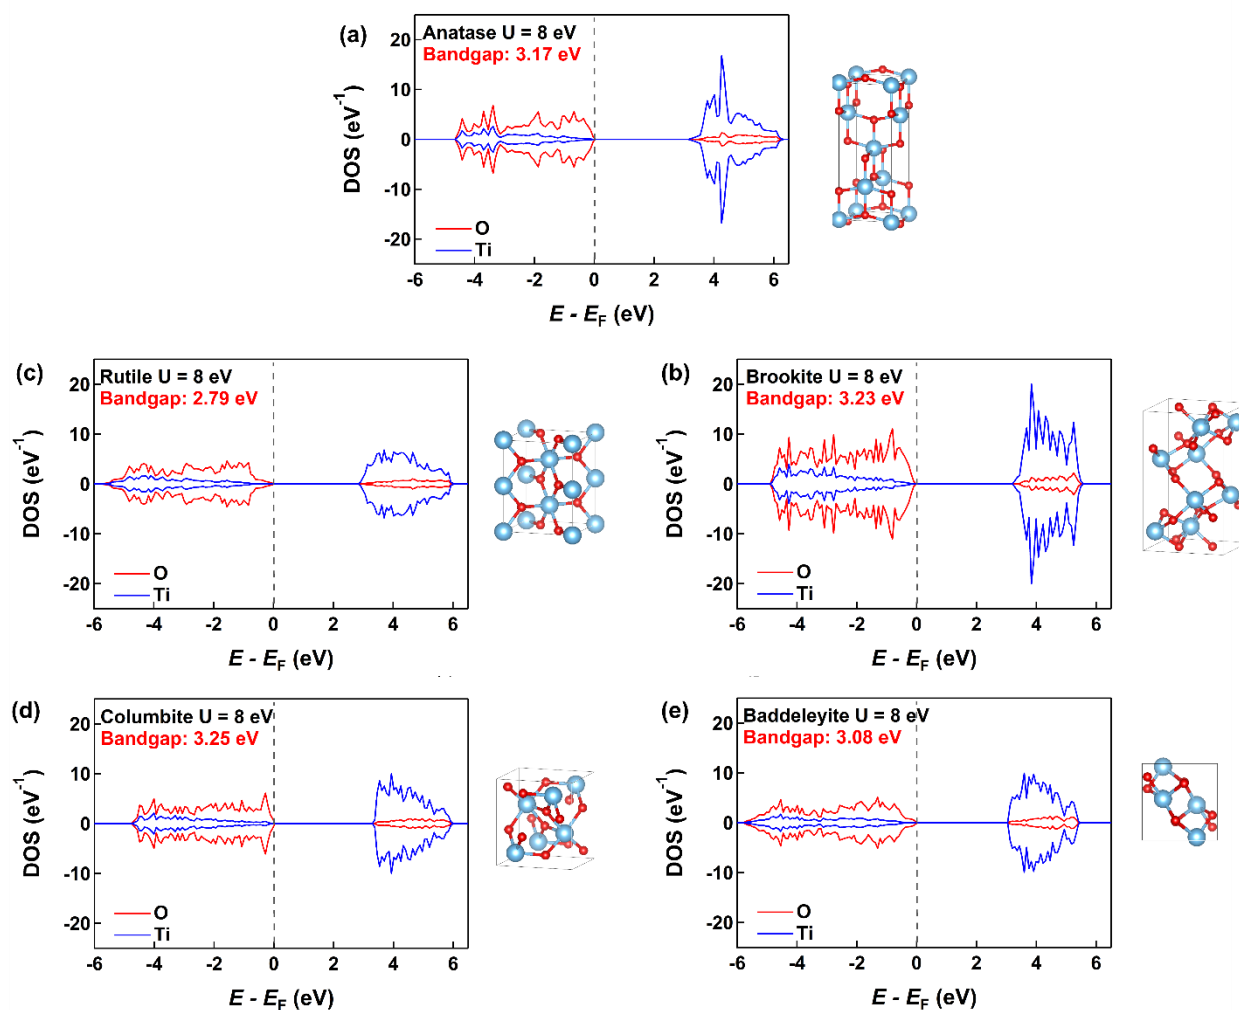 (a)
Anatase U = 8 eV
Bandgap: 3.17 eV
20
10
0
-10
-20
DOS (eV-1)
O
Ti
-6 -4 -2 0 2 4 6
E - EF (eV)
(c)
Rutile U = 8 eV
Bandgap: 2.79 eV
20
10
0
-10
-20
DOS (eV-1)
O
Ti
-6 -4 -2 0 2 4 6
E - EF (eV)
(b)
Brookite U = 8 eV
Bandgap: 3.23 eV
20
10
0
-10
-20
DOS (eV-1)
O
Ti
-6 -4 -2 0 2 4 6
E - EF (eV)
(d)
Columbite U = 8 eV
Bandgap: 3.25 eV
20
10
0
-10
-20
DOS (eV-1)
O
Ti
-6 -4 -2 0 2 4 6
E - EF (eV)
(e)
Baddeleyite U = 8 eV
Bandgap: 3.08 eV
20
10
0
-10
-20
DOS (eV-1)
O
Ti
-6 -4 -2 0 2 4 6
E - EF (eV)